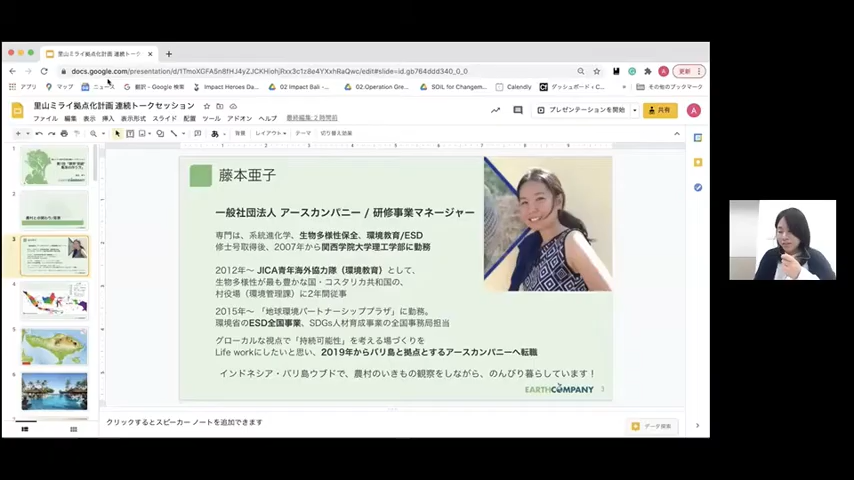 里山ミライ拠点化計画 連続トーク
docs.google.com/presentation/d/1TmoXGFASn8fHJ4yZJCKHiohjRxx3c1z8e4YXxhRaQwc/edit#slide=id.gb764ddd340_0_0
更新
アプリ マップ ニュース 翻訳 - Google 検索 Impact Heroes Da... 02 Impact Bali -... 02.Operation Gre... SOIL for Changem... Calendly ダッシュボード - C... その他のブックマーク
里山ミライ拠点化計画 連続トークセッション
ファイル 編集 表示 挿入 表示形式 スライド 配置 ツール アドオン ヘルプ 最終編集: 2 時間前
プレゼンテーションを開始 共有 A
背景 レイアウト テーマ 切り替え効果
1
2
3
4
5
6
藤本亜子
一般社団法人 アースカンパニー / 研修事業マネージャー
専門は、系統進化学、生物多様性保全、環境教育/ESD
修士号取得後、2007年から関西学院大学理工学部に勤務
2012年〜 JICA青年海外協力隊（環境教育）として、
生物多様性が最も豊かな国・コスタリカ共和国の、
村役場（環境管理課）に2年間従事
2015年〜 「地球環境パートナーシッププラザ」に勤務。
環境省のESD全国事業、SDGs人材育成事業の全国事務局担当
グローカルな視点で「持続可能性」を考える場づくりを
Life workにしたいと思い、2019年からバリ島と拠点とするアースカンパニーへ転職
インドネシア・バリ島ウブドで、農村のいきもの観察をしながら、のんびり暮らしています！
EARTHCOMPANY 3
クリックするとスピーカー ノートを追加できます
データ探索